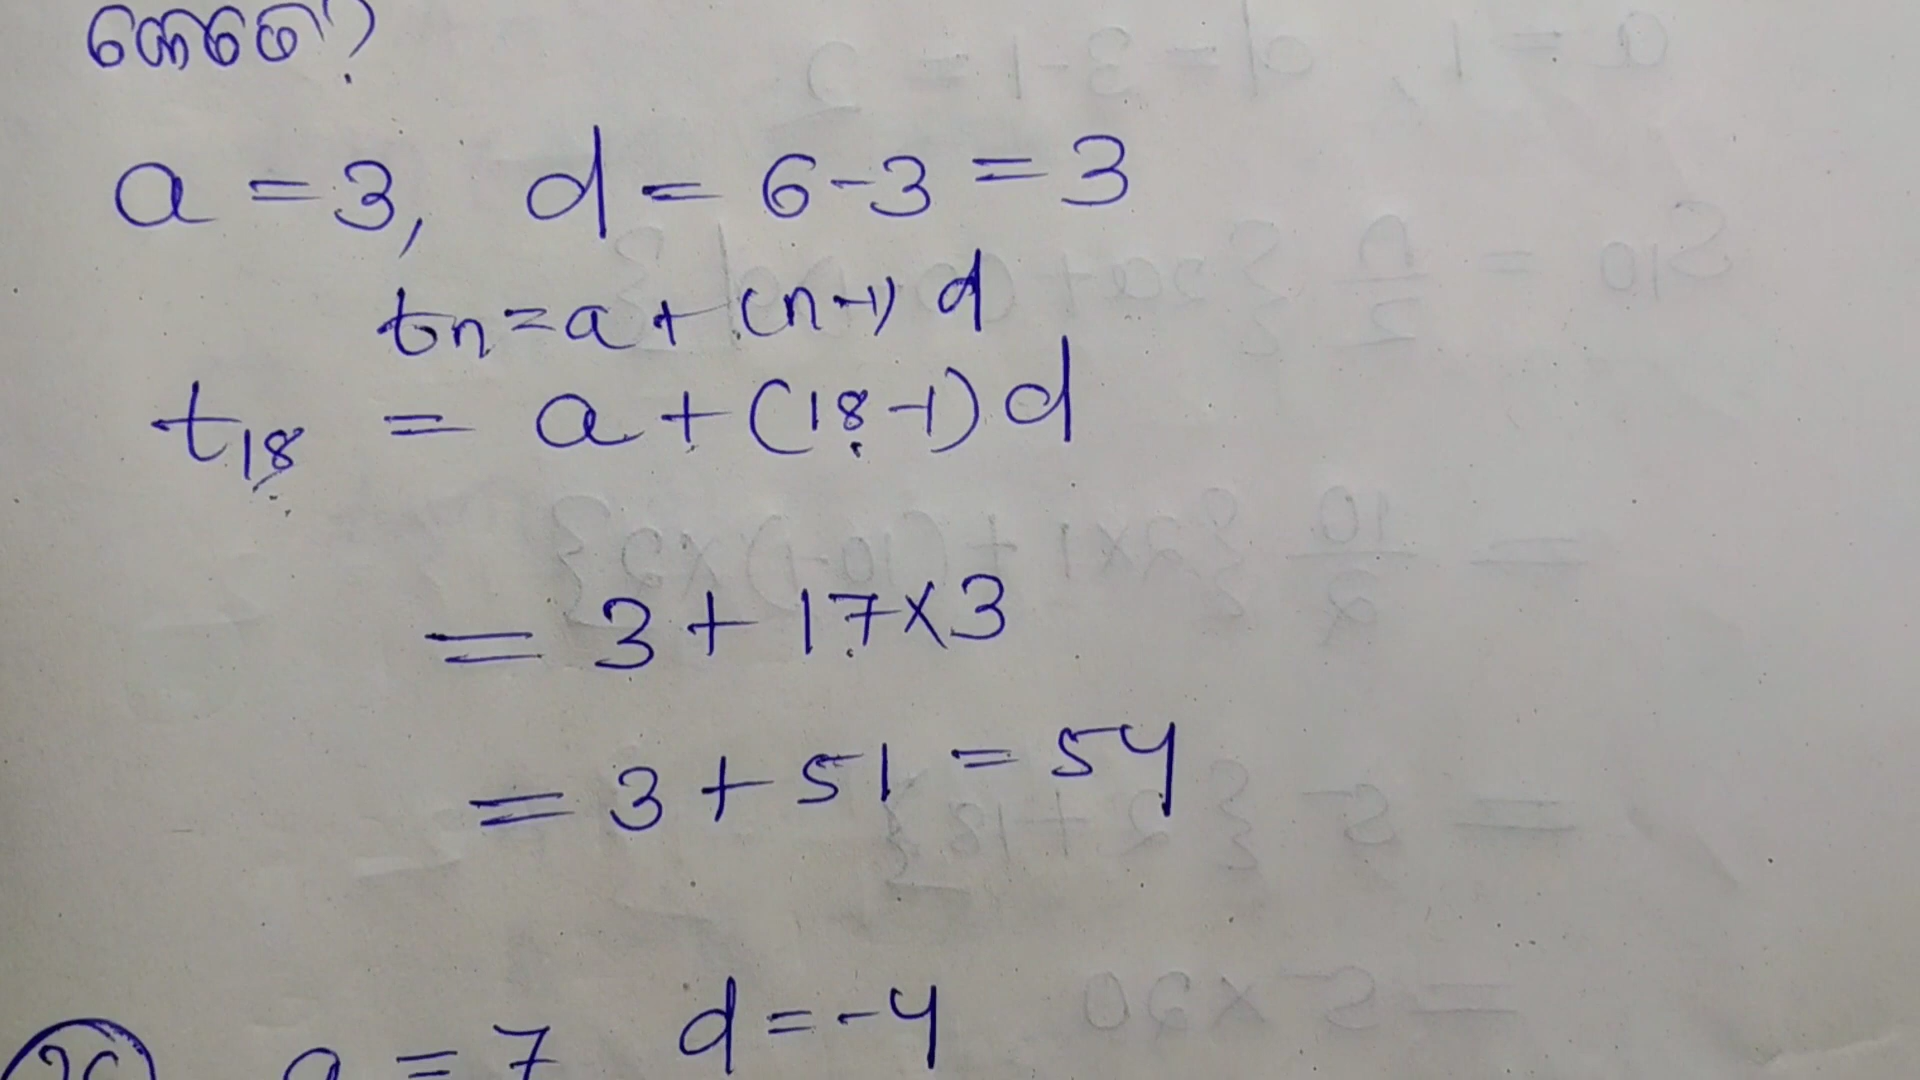 କେତେ?
a = 3, d = 6-3 = 3
tn = a + (n-1) d
t18 = a + (18-1) d
= 3 + 17×3
= 3 + 51 = 54
a = 7 d = -4